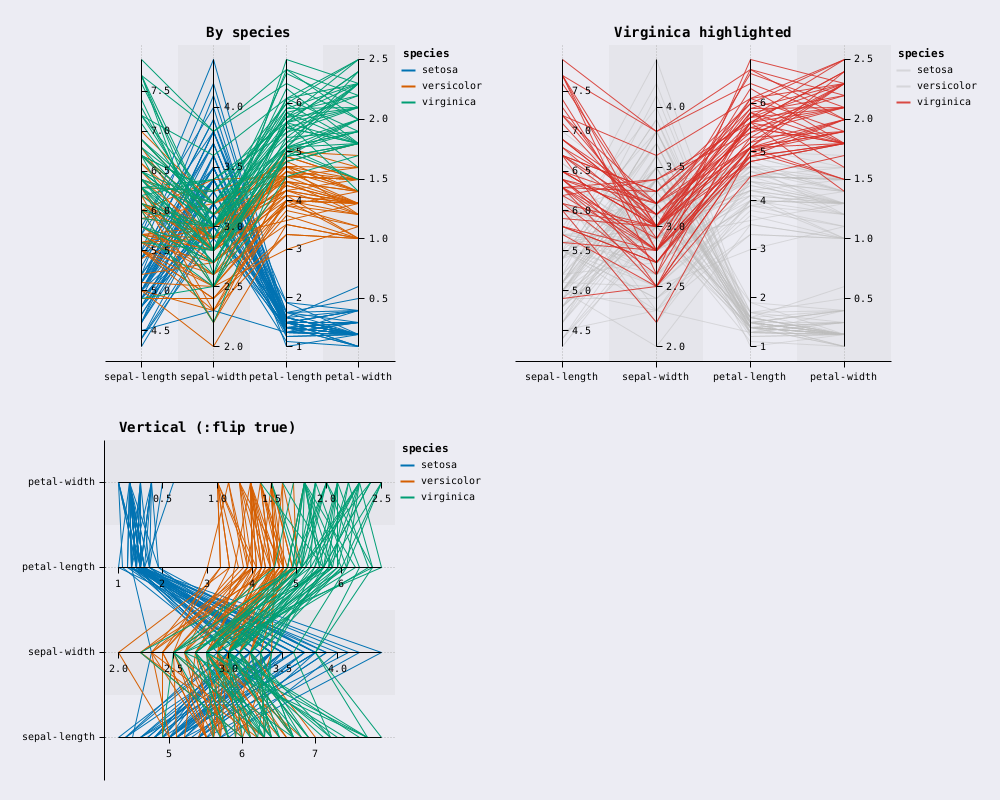 By species
species
setosa
versicolor
virginica
7.5
7.0
6.5
6.0
5.5
5.0
4.5
4.0
3.5
3.0
2.5
2.0
6
5
4
3
2
1
2.5
2.0
1.5
1.0
0.5
sepal-length sepal-width petal-length petal-width
Virginica highlighted
species
setosa
versicolor
virginica
7.5
7.0
6.5
6.0
5.5
5.0
4.5
4.0
3.5
3.0
2.5
2.0
6
5
4
3
2
1
2.5
2.0
1.5
1.0
0.5
sepal-length sepal-width petal-length petal-width
Vertical (:flip true)
species
setosa
versicolor
virginica
petal-width
0.5 1.0 1.5 2.0 2.5
petal-length
1 2 3 4 5 6
sepal-width
2.0 2.5 3.0 3.5 4.0
sepal-length
5 6 7